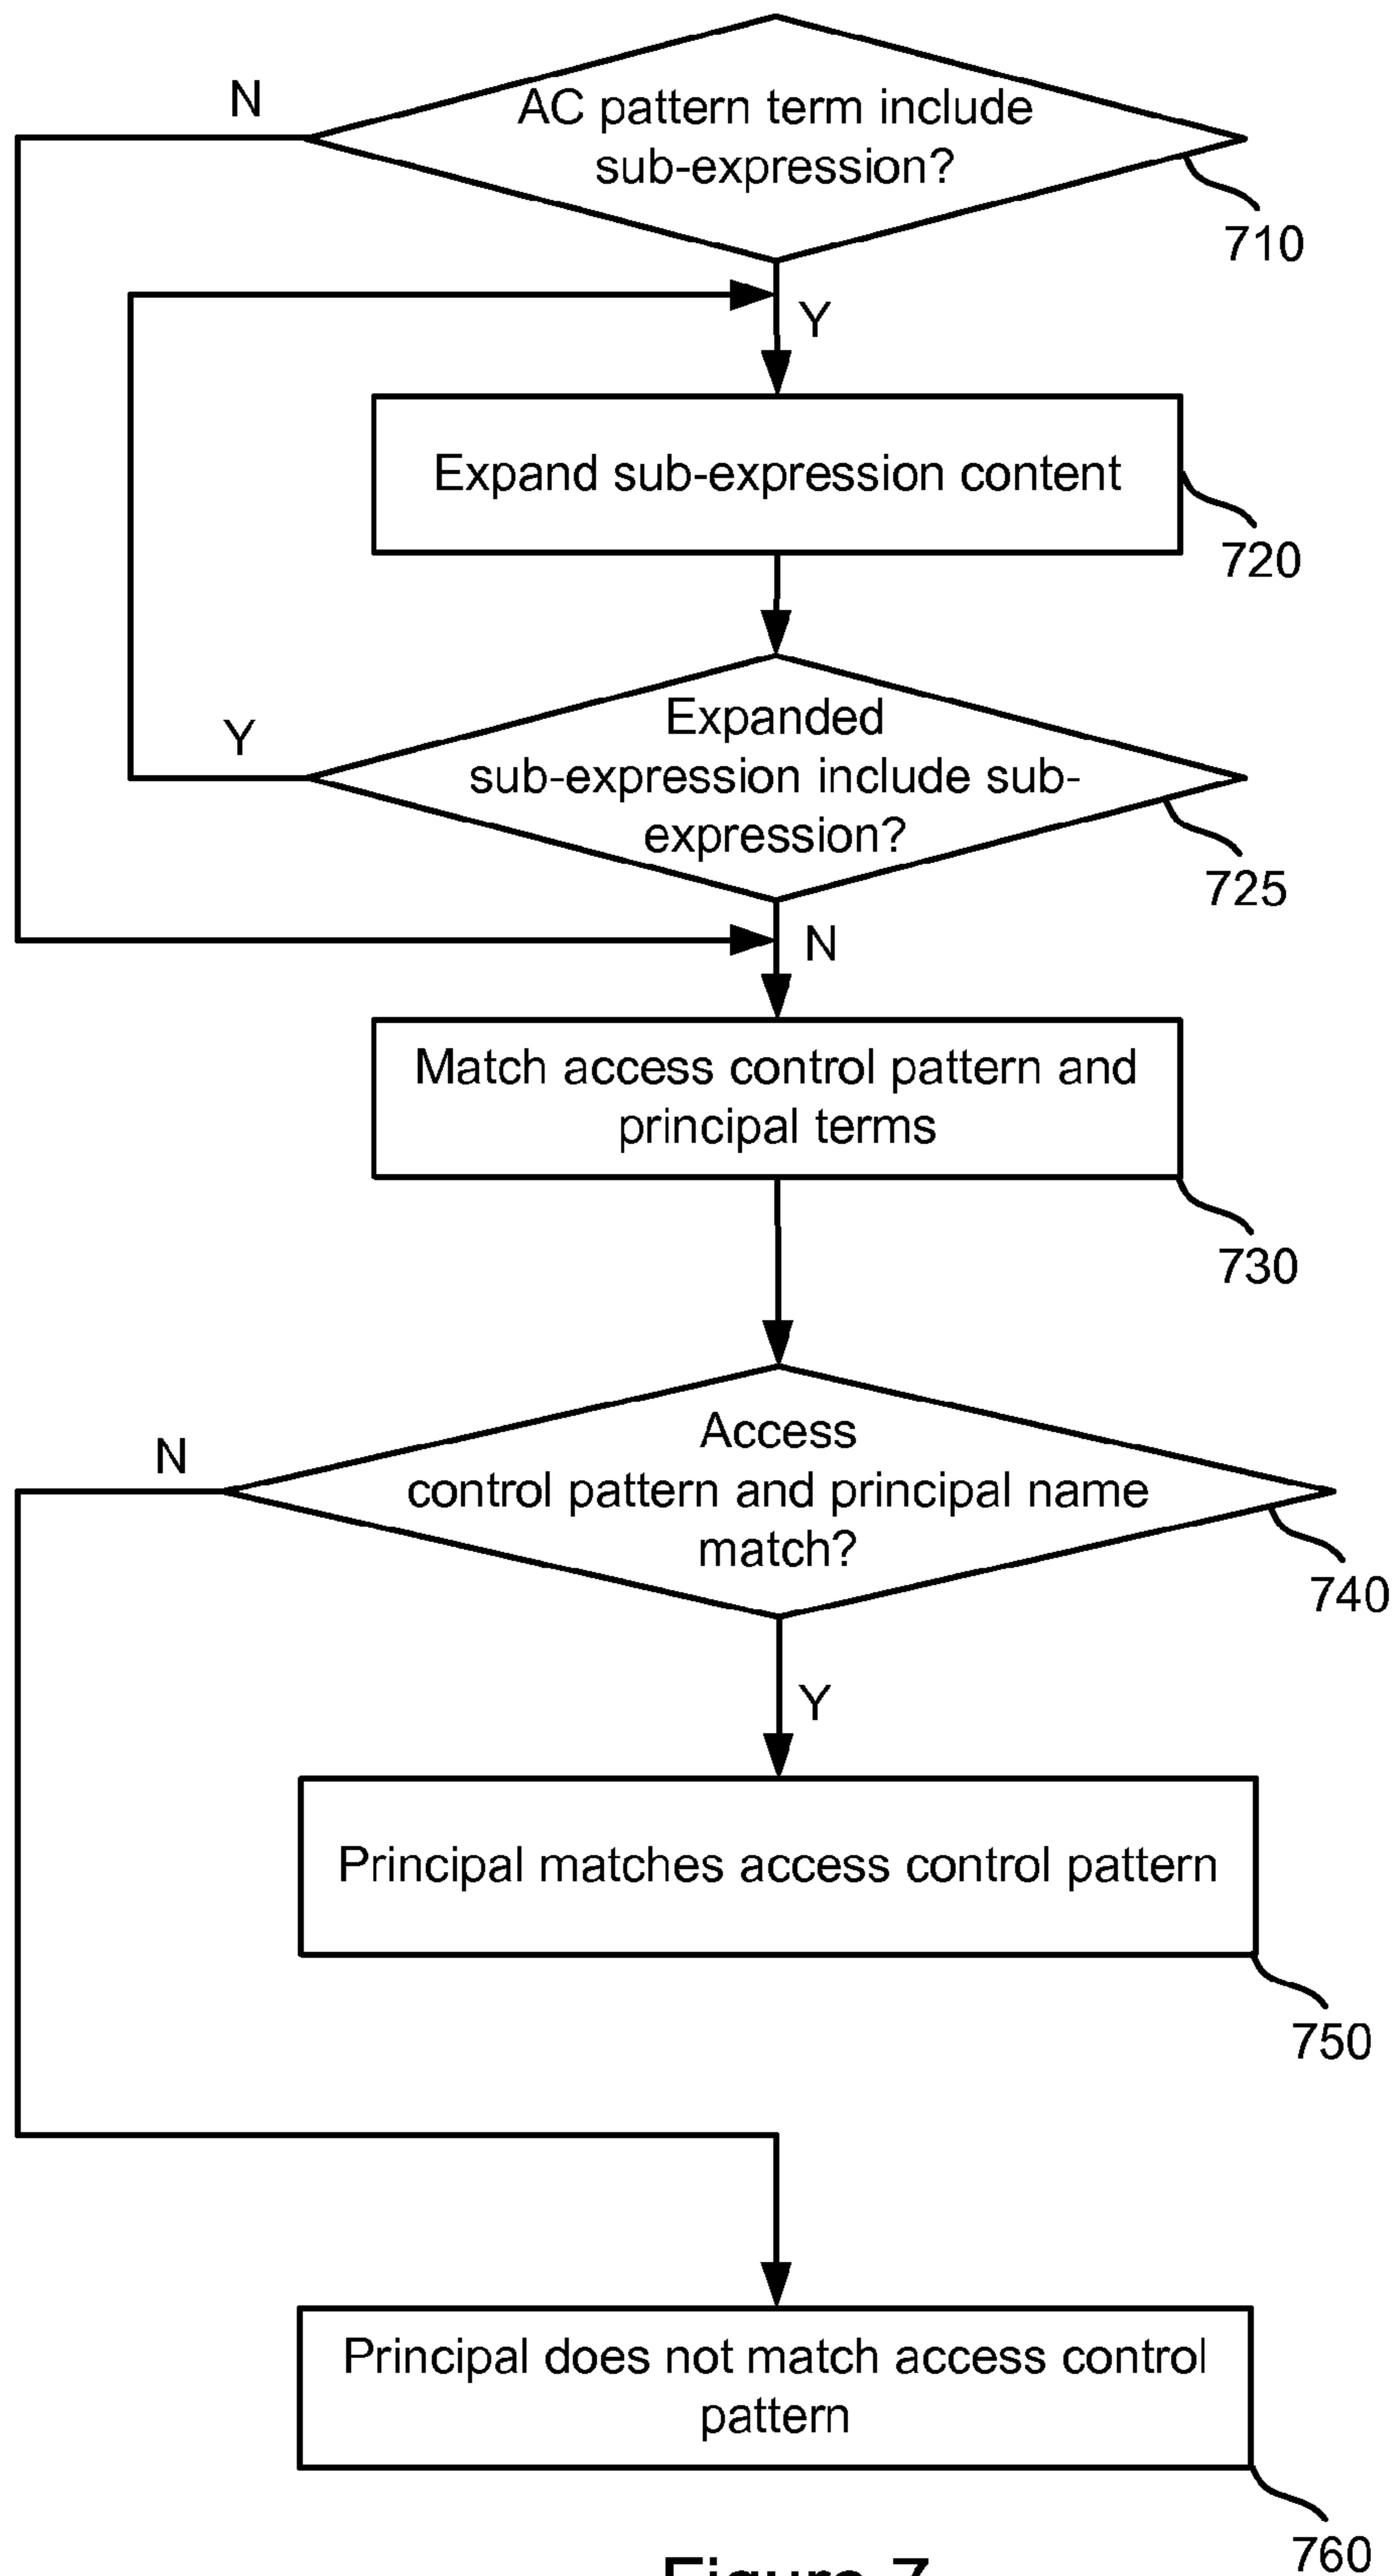 N
AC pattern term include
sub-expression?
710
Y
Expand sub-expression content
720
Y
Expanded
sub-expression include sub-
expression?
725
N
Match access control pattern and
principal terms
730
N
Access
control pattern and principal name
match?
740
Y
Principal matches access control pattern
750
Principal does not match access control
pattern
760
Figure 7